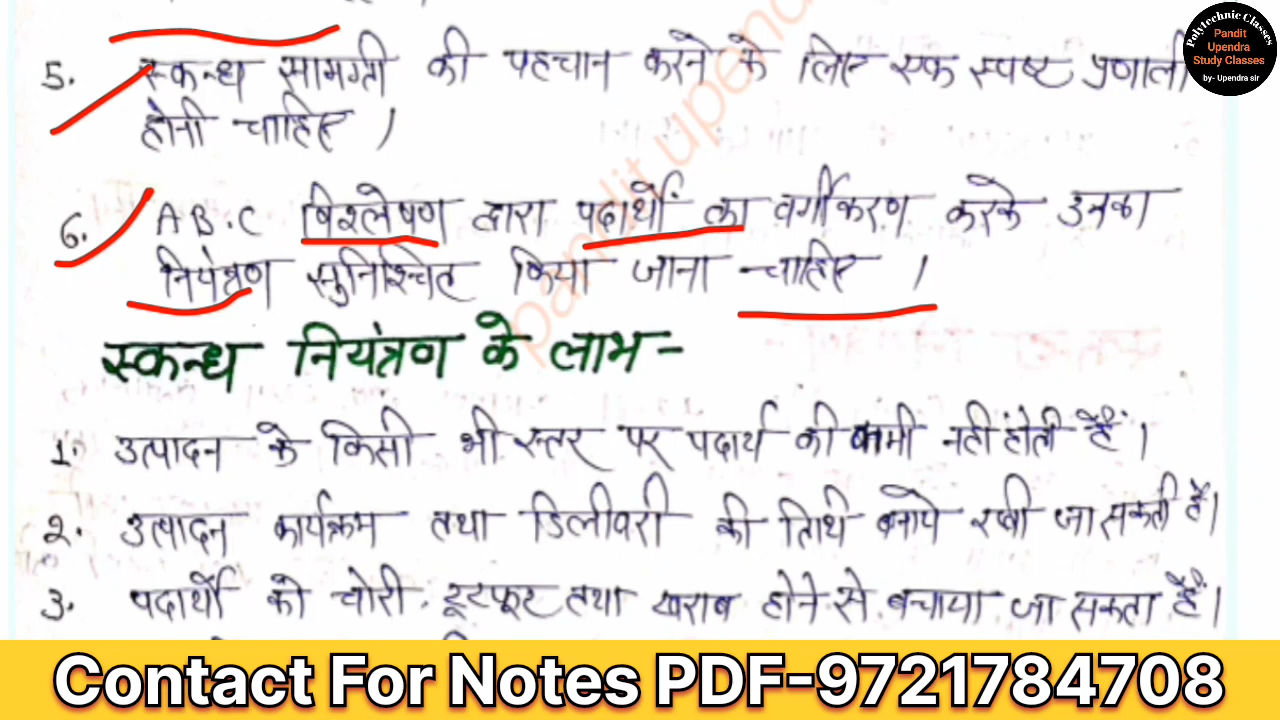 Polytechnic Classes
Pandit
Upendra
Study Classes
by- Upendra sir
5. स्कन्ध सामग्री की पहचान करने के लिए एक स्पष्ट प्रणाली
होनी चाहिए ।
6. A B.C विश्लेषण द्वारा पदार्थों का वर्गीकरण करके उनका
नियंत्रण सुनिश्चित किया जाना चाहिए ।
स्कन्ध नियंत्रण के लाभ -
1. उत्पादन के किसी भी स्तर पर पदार्थ की कमी नहीं होती है।
2. उत्पादन कार्यक्रम तथा डिलीवरी की तिथि बनाये रखी जा सकती है।
3. पदार्थों को चोरी, टूटफूट तथा खराब होने से बचाया जा सकता है।
pandit upen
Contact For Notes PDF-9721784708